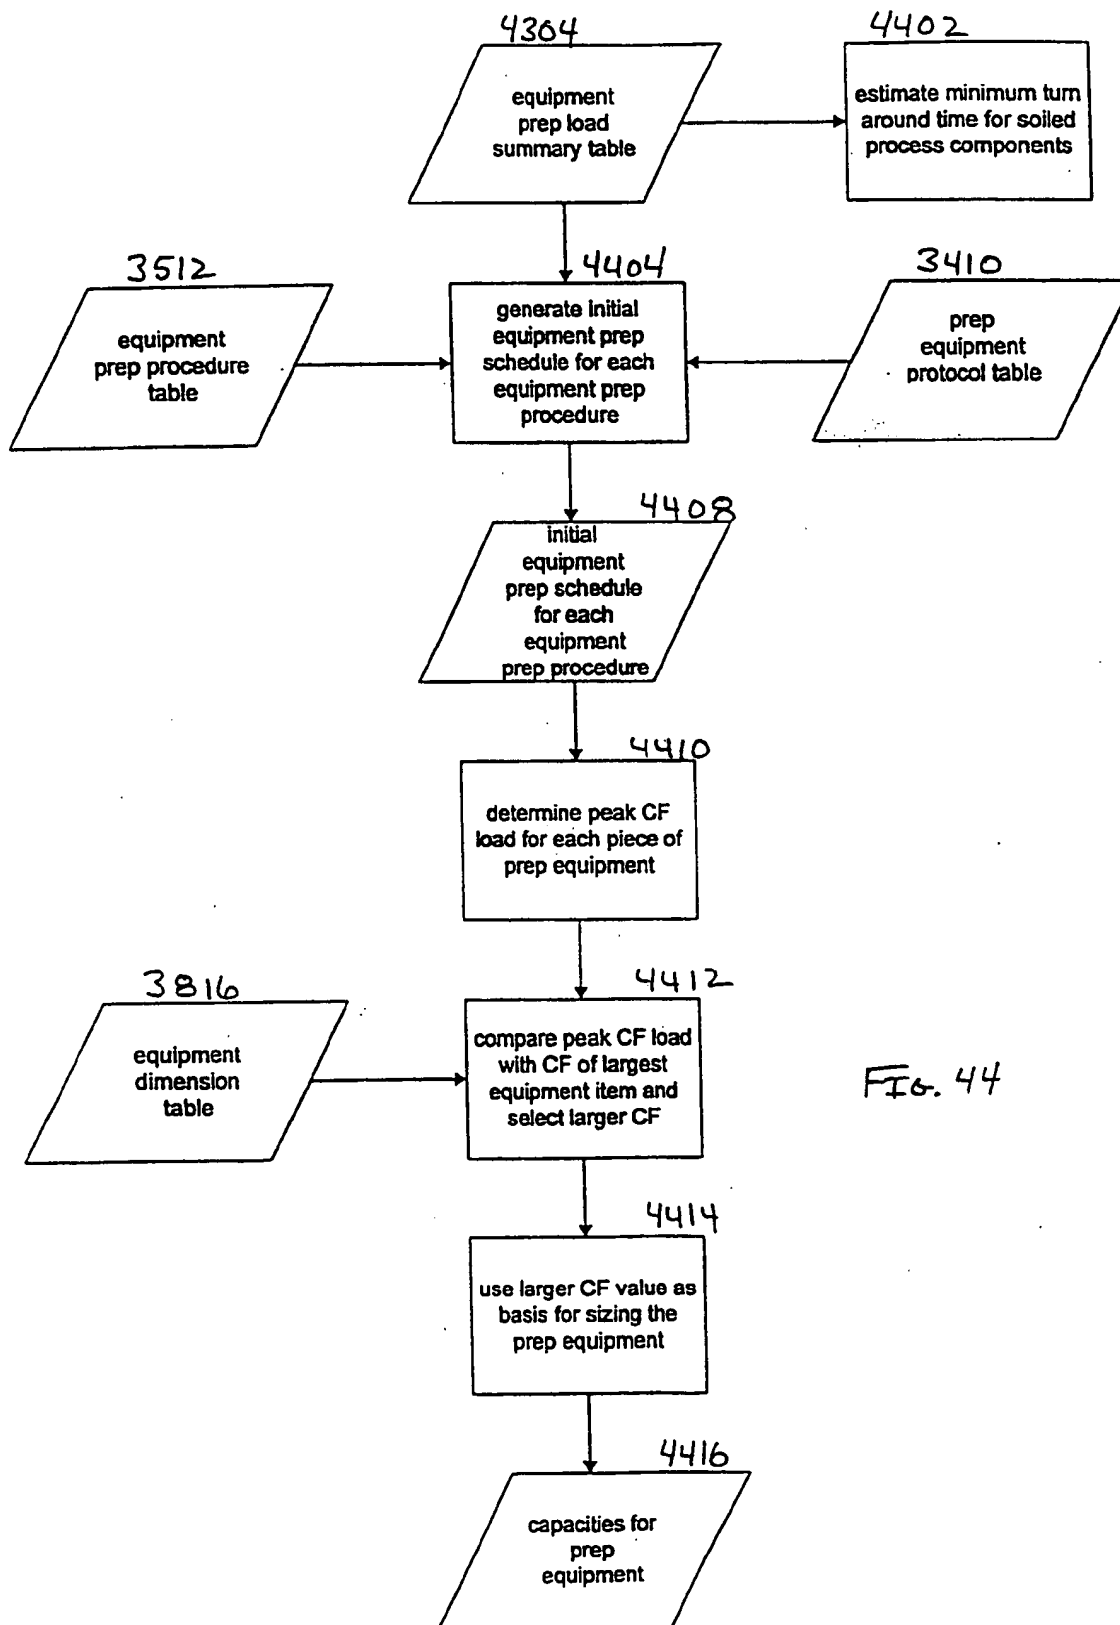 4304
equipment
prep load
summary table
4402
estimate minimum turn
around time for soiled
process components
3512
equipment
prep procedure
table
4404
generate initial
equipment prep
schedule for each
equipment prep
procedure
3410
prep
equipment
protocol table
4408
initial
equipment
prep schedule
for each
equipment
prep procedure
4410
determine peak CF
load for each piece of
prep equipment
3816
equipment
dimension
table
4412
compare peak CF load
with CF of largest
equipment item and
select larger CF
FIG. 44
4414
use larger CF value as
basis for sizing the
prep equipment
4416
capacities for
prep
equipment